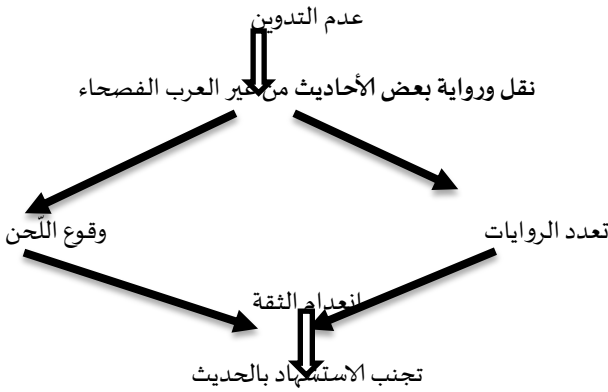 عدم التدوين
نقل ورواية بعض الأحاديث من غير العرب الفصحاء
تعدد الروايات
وقوع اللّحن
انعدام الثقة
تجنب الاستشهاد بالحديث